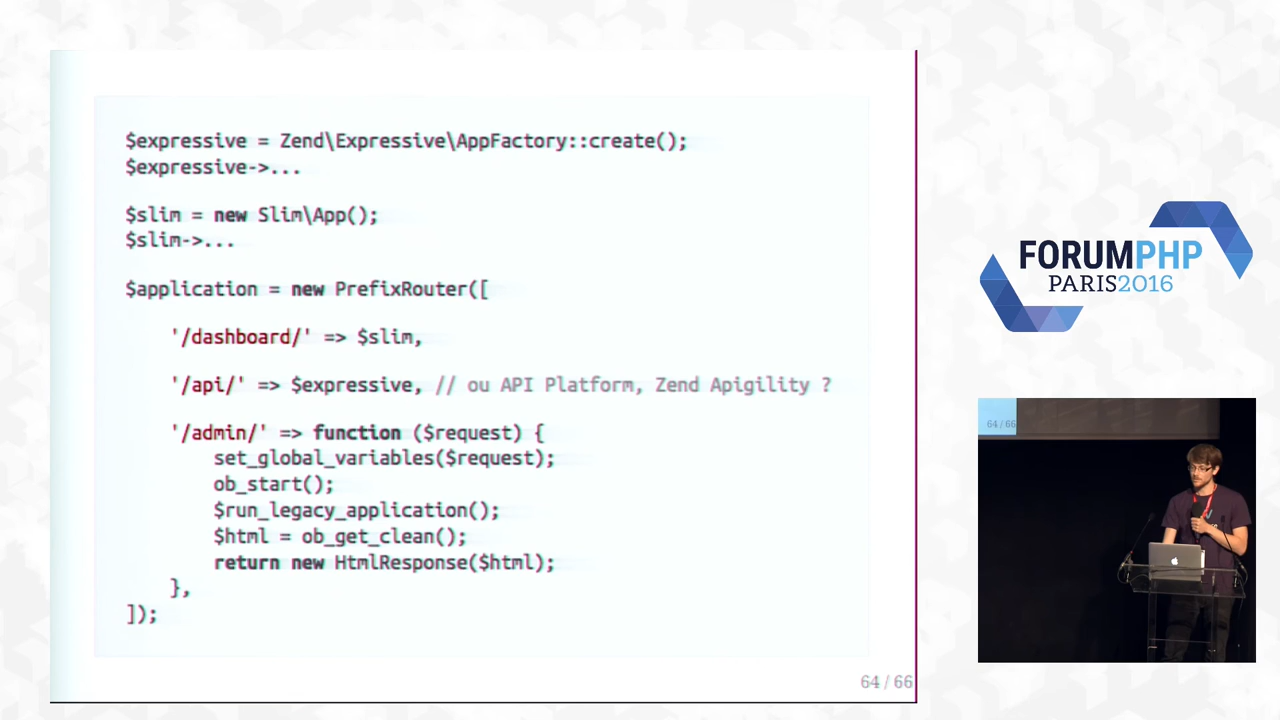 $expressive = Zend\Expressive\AppFactory::create();
$expressive->...
$slim = new Slim\App();
$slim->...
$application = new PrefixRouter([
'/dashboard/' => $slim,
'/api/' => $expressive, // ou API Platform, Zend Apigility ?
'/admin/' => function ($request) {
set_global_variables($request);
ob_start();
$run_legacy_application();
$html = ob_get_clean();
return new HtmlResponse($html);
},
]);
64 / 66
FORUMPHP
PARIS2016
64 / 66